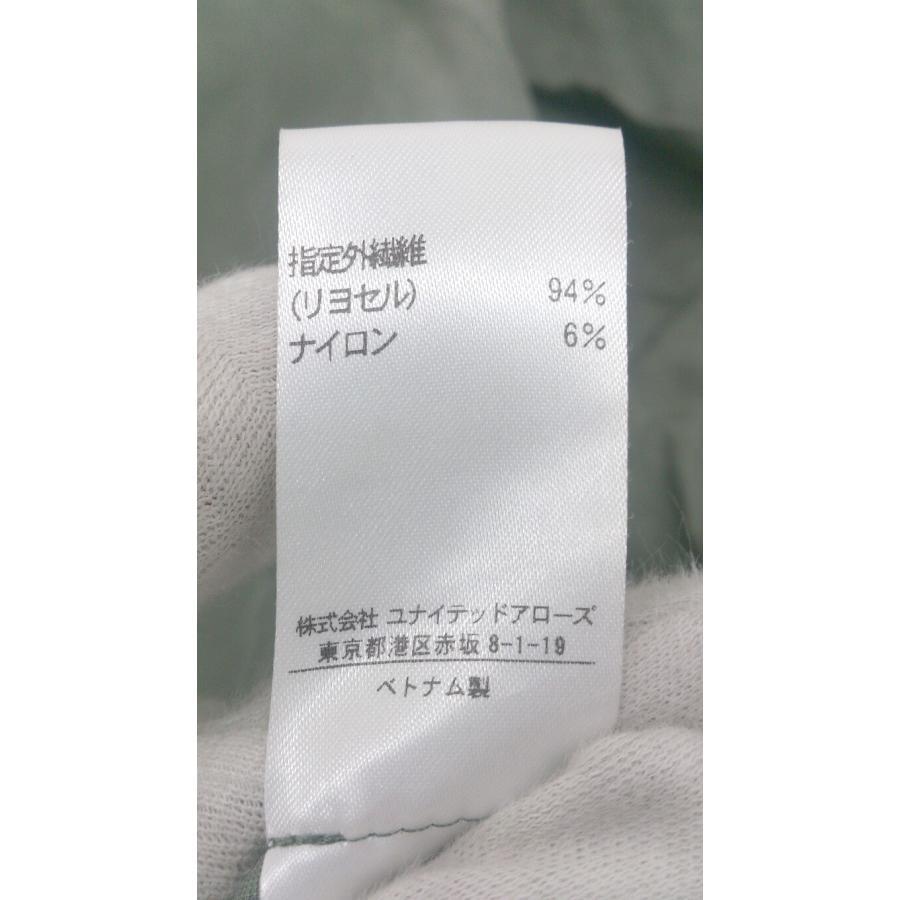 指定外繊維
(リヨセル) 94%
ナイロン 6%
株式会社 ユナイテッドアローズ
東京都港区赤坂 8-1-19
ベトナム製